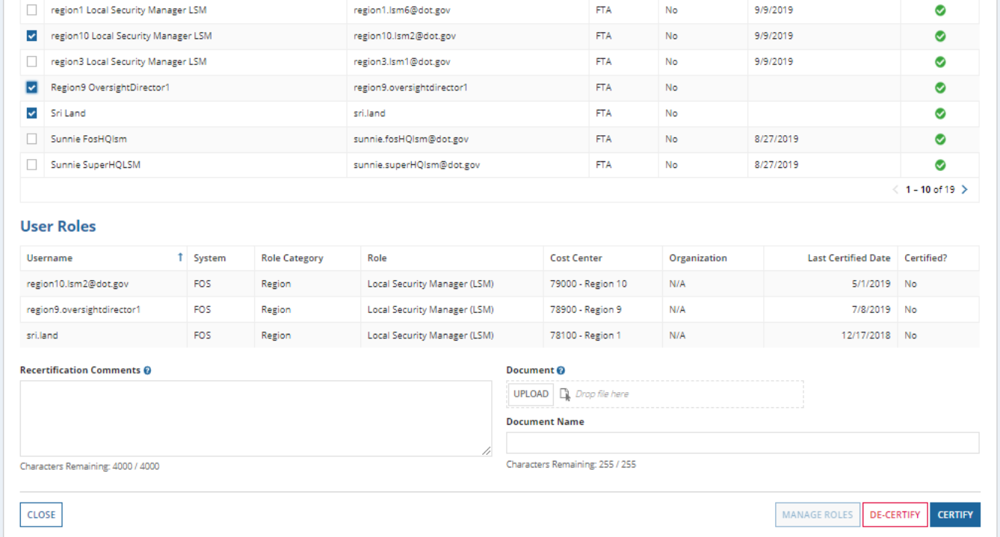 region1 Local Security Manager LSM region1.lsm6@dot.gov FTA No 9/9/2019
region10 Local Security Manager LSM region10.lsm2@dot.gov FTA No 9/9/2019
region3 Local Security Manager LSM region3.lsm1@dot.gov FTA No 9/9/2019
Region9 OversightDirector1 region9.oversightdirector1 FTA No
Sri Land sri.land FTA No
Sunnie FosHQlsm sunnie.fosHQlsm@dot.gov FTA No 8/27/2019
Sunnie SuperHQLSM sunnie.superHQlsm@dot.gov FTA No 8/27/2019
1 – 10 of 19
User Roles
Username System Role Category Role Cost Center Organization Last Certified Date Certified?
region10.lsm2@dot.gov FOS Region Local Security Manager (LSM) 79000 - Region 10 N/A 5/1/2019 No
region9.oversightdirector1 FOS Region Local Security Manager (LSM) 78900 - Region 9 N/A 7/8/2019 No
sri.land FOS Region Local Security Manager (LSM) 78100 - Region 1 N/A 12/17/2018 No
Recertification Comments
Characters Remaining: 4000 / 4000
Document
UPLOAD Drop file here
Document Name
Characters Remaining: 255 / 255
CLOSE MANAGE ROLES DE-CERTIFY CERTIFY